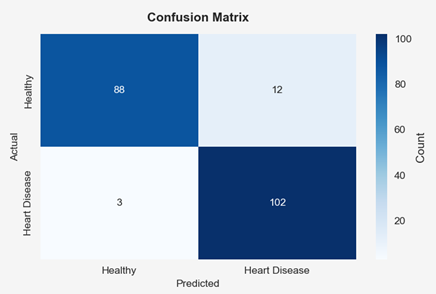 Confusion Matrix
Actual
Healthy
88
12
Heart Disease
3
102
Healthy
Heart Disease
Predicted
100
80
60
40
20
Count